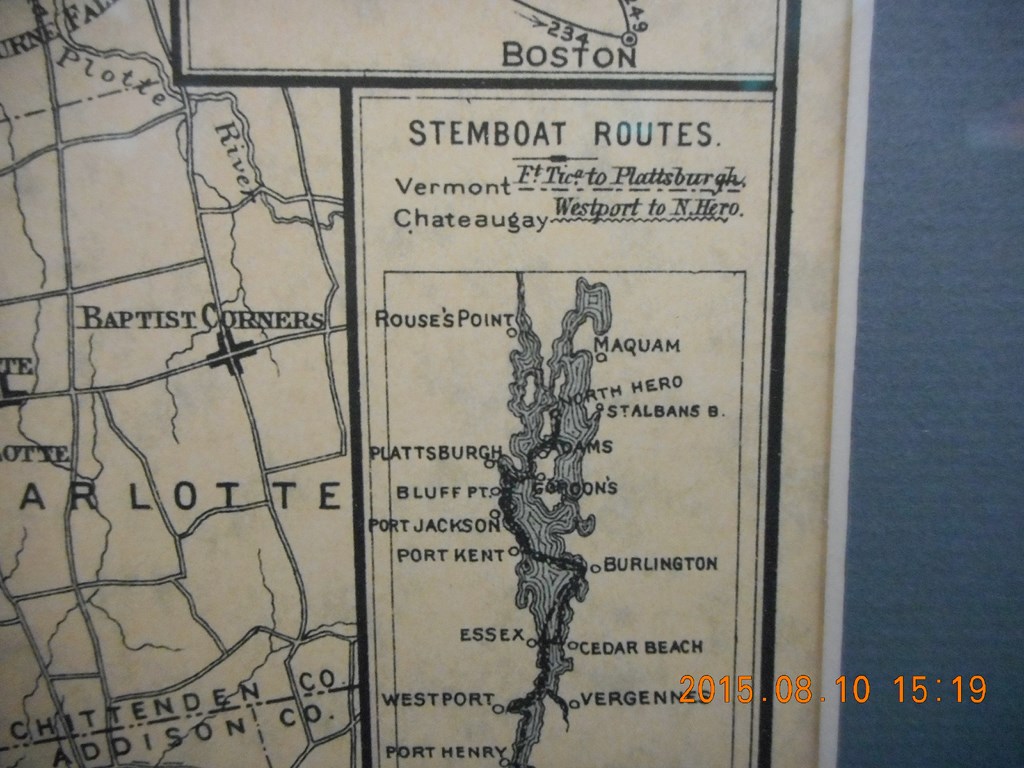 234
249
BOSTON
Plotte
River
STEMBOAT ROUTES.
Vermont Ft Tica to Plattsburgh.
Chateaugay Westport to N.Hero.
ROUSE'S POINT
BAPTIST CORNERS
MAQUAM
NORTH HERO
ST ALBANS B.
PLATTSBURGH
ADAMS
BLUFF PT.
GORDON'S
ARLOTTE
PORT JACKSON
PORT KENT
BURLINGTON
ESSEX
CEDAR BEACH
WESTPORT
VERGENNE
CHITTENDEN CO.
ADDISON CO.
PORT HENRY
2015.08.10 15:19